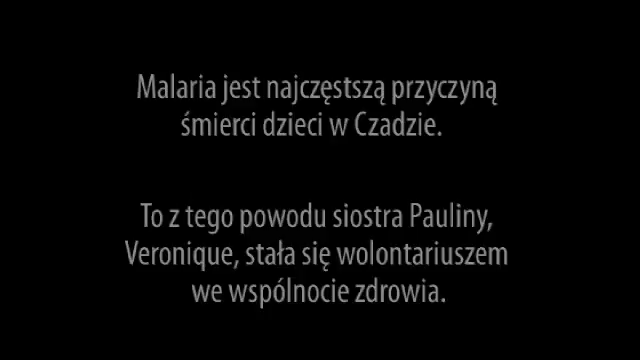 Malaria jest najczęstszą przyczyną
śmierci dzieci w Czadzie.
To z tego powodu siostra Pauliny,
Veronique, stała się wolontariuszem
we wspólnocie zdrowia.